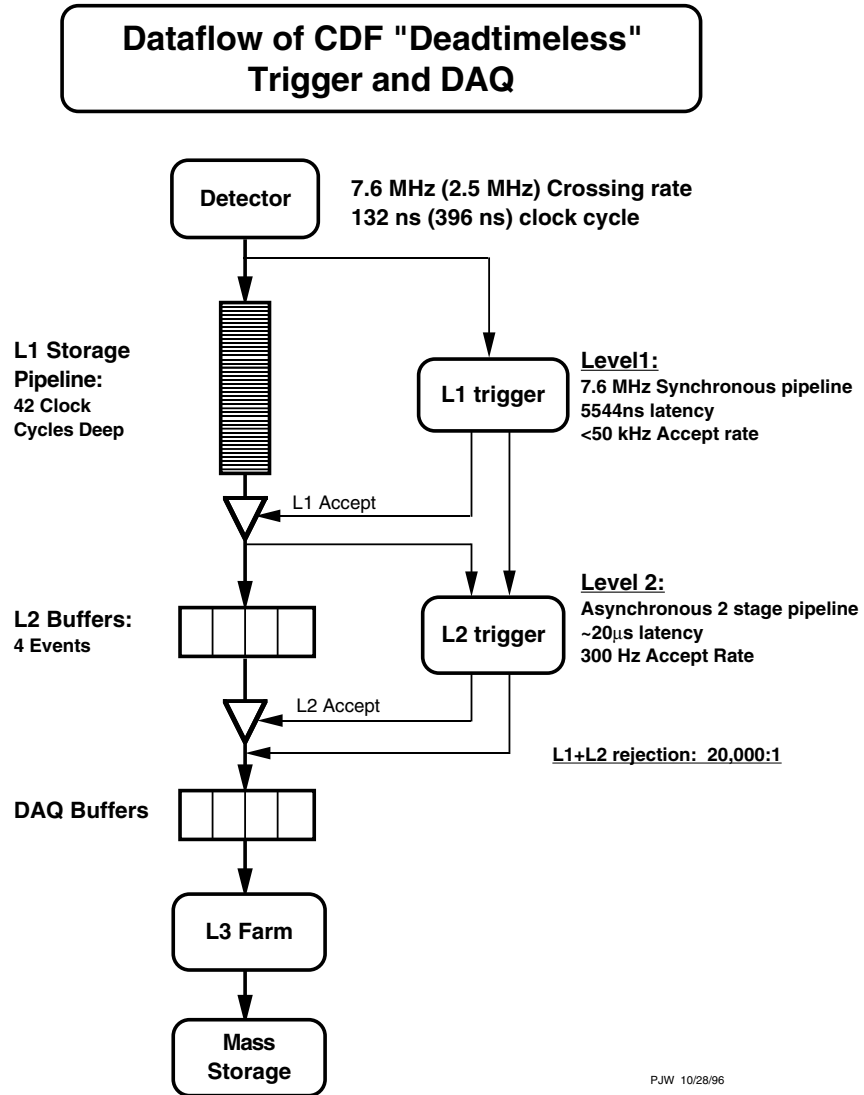 Dataflow of CDF "Deadtimeless"
Trigger and DAQ
Detector
7.6 MHz (2.5 MHz) Crossing rate
132 ns (396 ns) clock cycle
L1 Storage
Pipeline:
42 Clock
Cycles Deep
L1 trigger
Level1:
7.6 MHz Synchronous pipeline
5544ns latency
<50 kHz Accept rate
L1 Accept
L2 Buffers:
4 Events
L2 trigger
Level 2:
Asynchronous 2 stage pipeline
~20μs latency
300 Hz Accept Rate
L2 Accept
L1+L2 rejection: 20,000:1
DAQ Buffers
L3 Farm
Mass
Storage
PJW 10/28/96